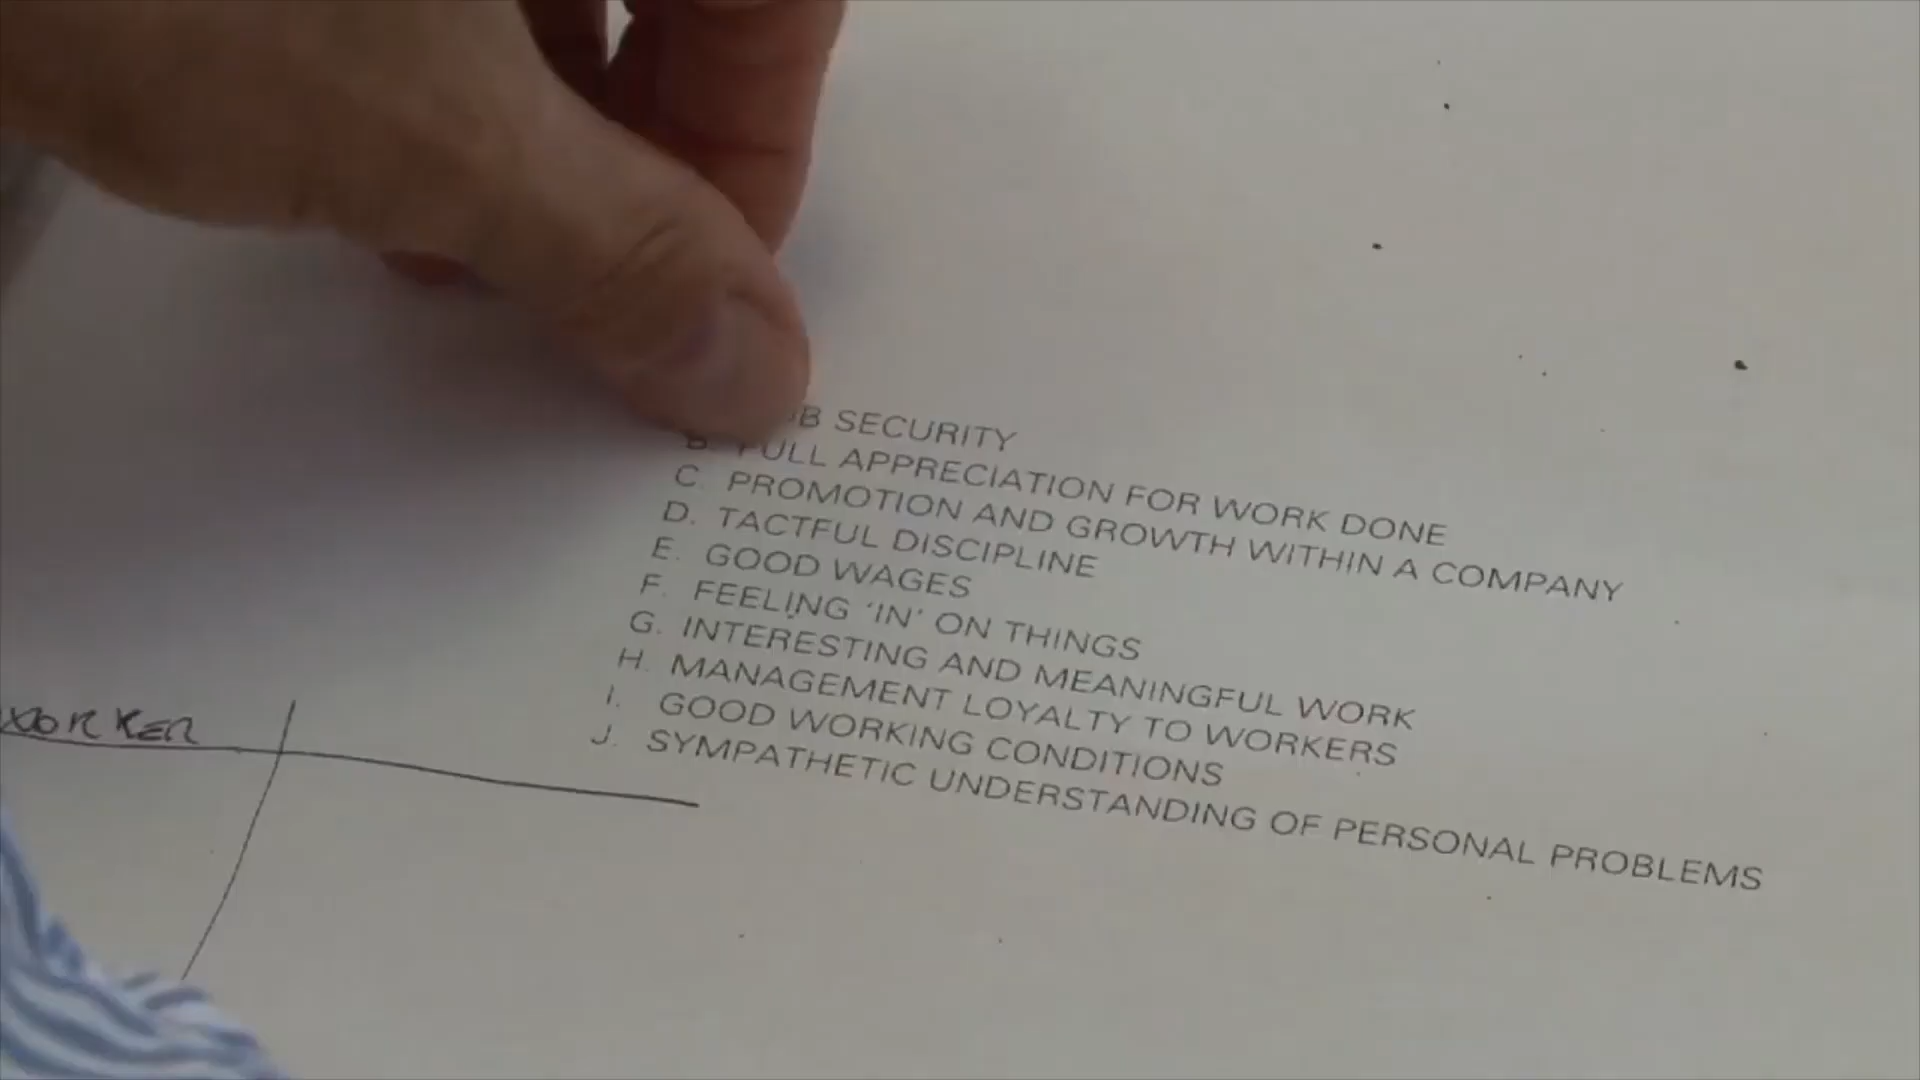 SECURITY
B. FULL APPRECIATION FOR WORK DONE
C. PROMOTION AND GROWTH WITHIN A COMPANY
D. TACTFUL DISCIPLINE
E. GOOD WAGES
F. FEELING 'IN' ON THINGS
G. INTERESTING AND MEANINGFUL WORK
H. MANAGEMENT LOYALTY TO WORKERS
I. GOOD WORKING CONDITIONS
J. SYMPATHETIC UNDERSTANDING OF PERSONAL PROBLEMS
WORKER